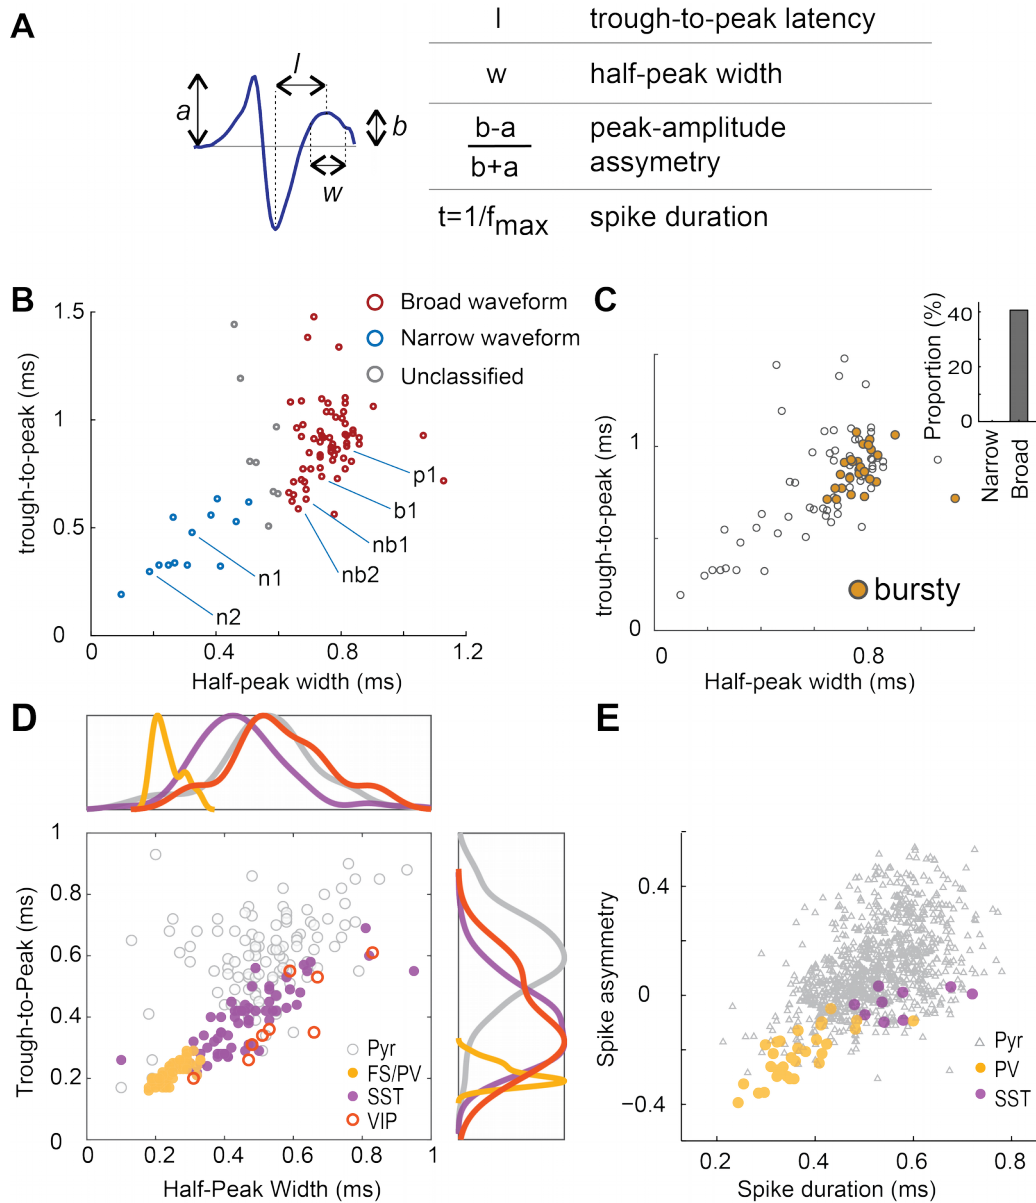 A
l
trough-to-peak latency
w
half-peak width
b-a
b+a
peak-amplitude
assymetry
t=1/fmax
spike duration
a
l
b
w
B
Broad waveform
Narrow waveform
Unclassified
trough-to-peak (ms)
1.5
1
0.5
0
p1
b1
nb1
nb2
n1
n2
0
0.4
0.8
1.2
Half-peak width (ms)
C
Proportion (%)
40
20
0
Narrow
Broad
trough-to-peak (ms)
1
0
bursty
0
0.8
Half-peak width (ms)
D
Trough-to-Peak (ms)
1
0.8
0.6
0.4
0.2
0
Pyr
FS/PV
SST
VIP
0
0.2
0.4
0.6
0.8
1
Half-Peak Width (ms)
E
Spike asymmetry
0.4
0
−0.4
Pyr
PV
SST
0.2
0.4
0.6
0.8
Spike duration (ms)